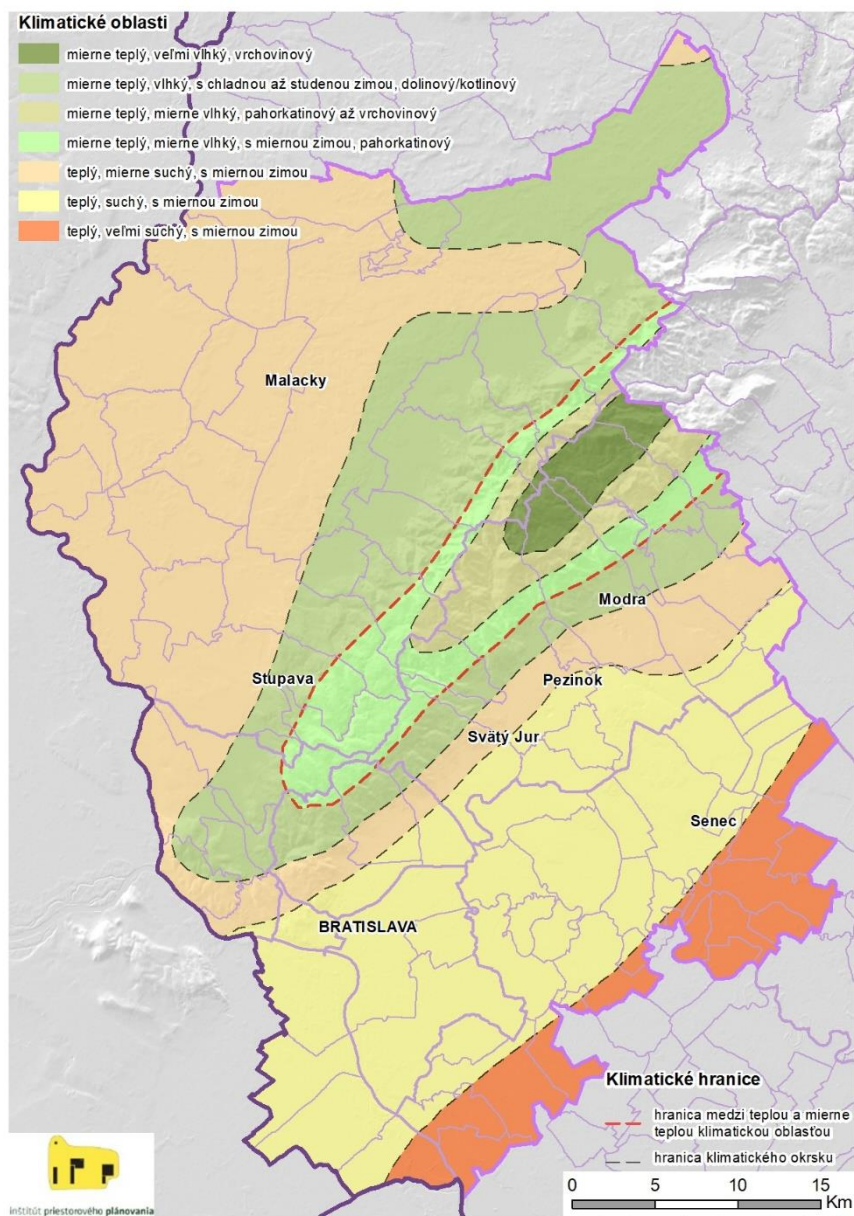 Klimatické oblasti
mierne teplý, veľmi vlhký, vrchovinový
mierne teplý, vlhký, s chladnou až studenou zimou, dolinový/kotlinový
mierne teplý, mierne vlhký, pahorkatinový až vrchovinový
mierne teplý, mierne vlhký, s miernou zimou, pahorkatinový
teplý, mierne suchý, s miernou zimou
teplý, suchý, s miernou zimou
teplý, veľmi suchý, s miernou zimou
Malacky
Modra
Stupava
Pezinok
Svätý Jur
Senec
BRATISLAVA
Klimatické hranice
hranica medzi teplou a mierne
teplou klimatickou oblasťou
hranica klimatického okrsku
inštitút priestorového plánovania
0 5 10 15
Km